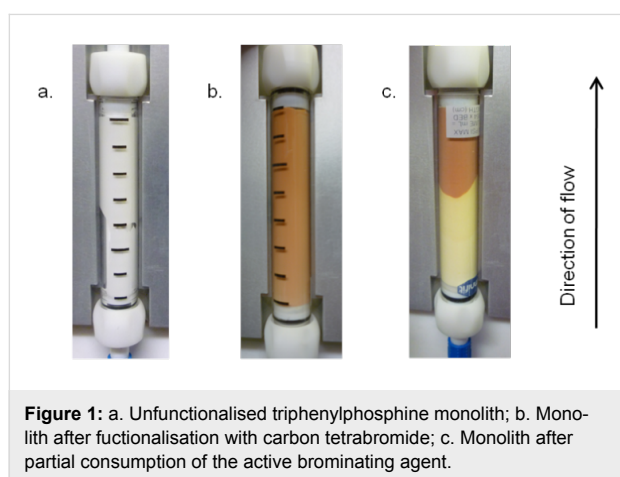 a.
b.
c.
Direction of flow
Figure 1: a. Unfunctionalised triphenylphosphine monolith; b. Mono-
lith after fuctionalisation with carbon tetrabromide; c. Monolith after
partial consumption of the active brominating agent.